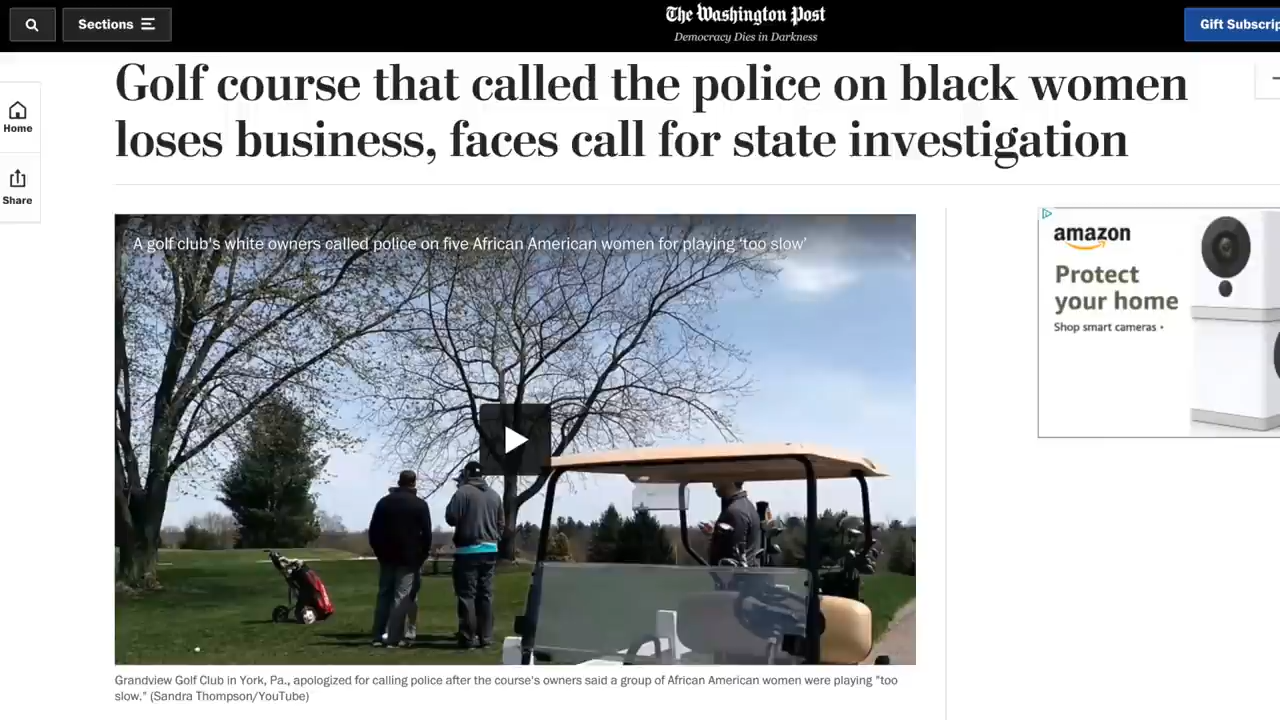 Sections
The Washington Post
Democracy Dies in Darkness
Gift Subscrip
Golf course that called the police on black women
loses business, faces call for state investigation
Home
Share
A golf club's white owners called police on five African American women for playing 'too slow'
amazon
Protect
your home
Shop smart cameras
Grandview Golf Club in York, Pa., apologized for calling police after the course's owners said a group of African American women were playing "too
slow." (Sandra Thompson/YouTube)